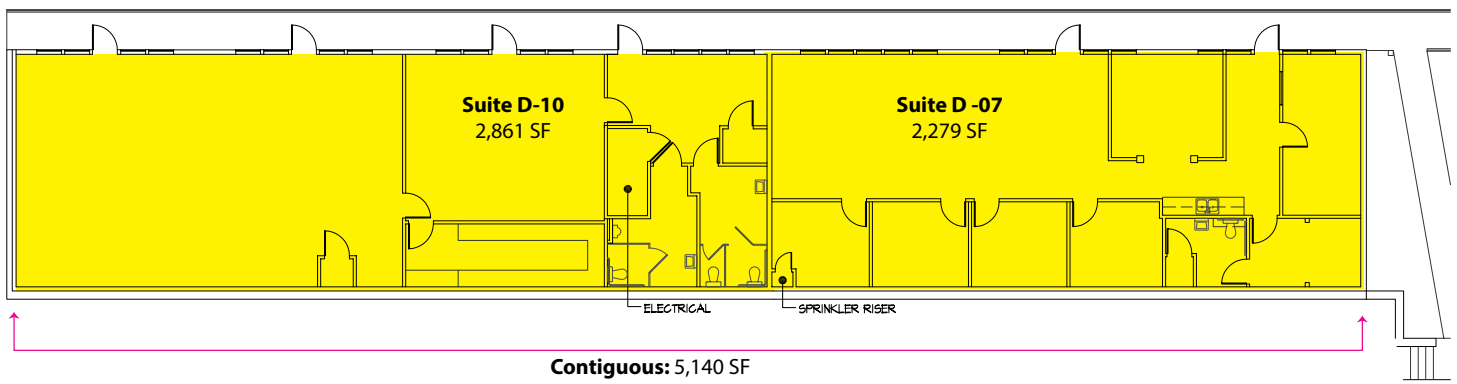 Suite D-10
2,861 SF
Suite D -07
2,279 SF
ELECTRICAL
SPRINKLER RISER
Contiguous: 5,140 SF